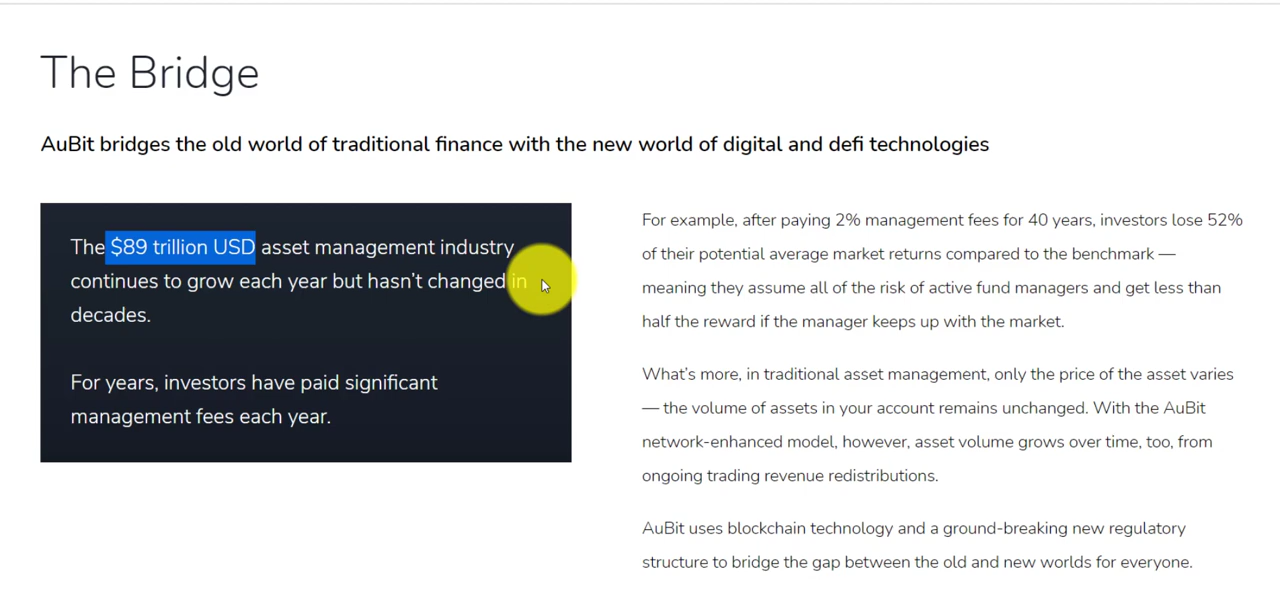 The Bridge
AuBit bridges the old world of traditional finance with the new world of digital and defi technologies
The $89 trillion USD asset management industry
continues to grow each year but hasn't changed in
decades.
For years, investors have paid significant
management fees each year.
For example, after paying 2% management fees for 40 years, investors lose 52%
of their potential average market returns compared to the benchmark —
meaning they assume all of the risk of active fund managers and get less than
half the reward if the manager keeps up with the market.
What's more, in traditional asset management, only the price of the asset varies
— the volume of assets in your account remains unchanged. With the AuBit
network-enhanced model, however, asset volume grows over time, too, from
ongoing trading revenue redistributions.
AuBit uses blockchain technology and a ground-breaking new regulatory
structure to bridge the gap between the old and new worlds for everyone.